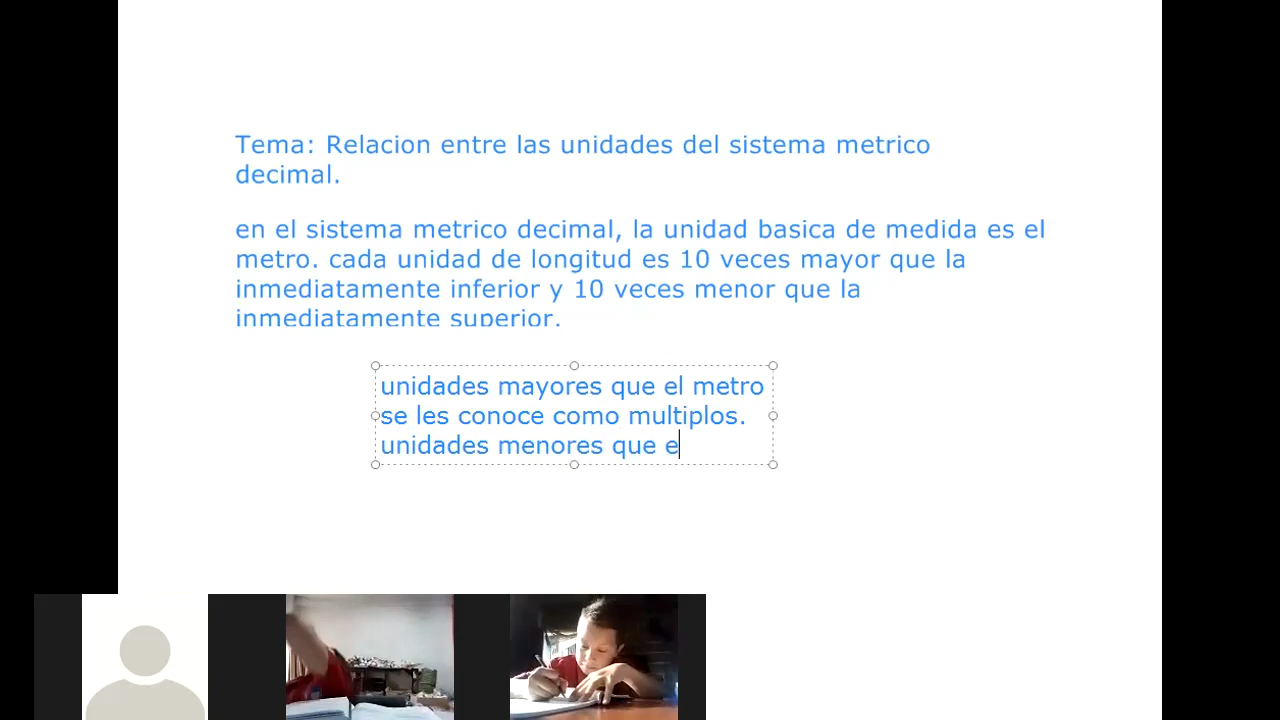 Tema: Relacion entre las unidades del sistema metrico
decimal.
en el sistema metrico decimal, la unidad basica de medida es el
metro. cada unidad de longitud es 10 veces mayor que la
inmediatamente inferior y 10 veces menor que la
inmediatamente superior.
unidades mayores que el metro
se les conoce como multiplos.
unidades menores que e